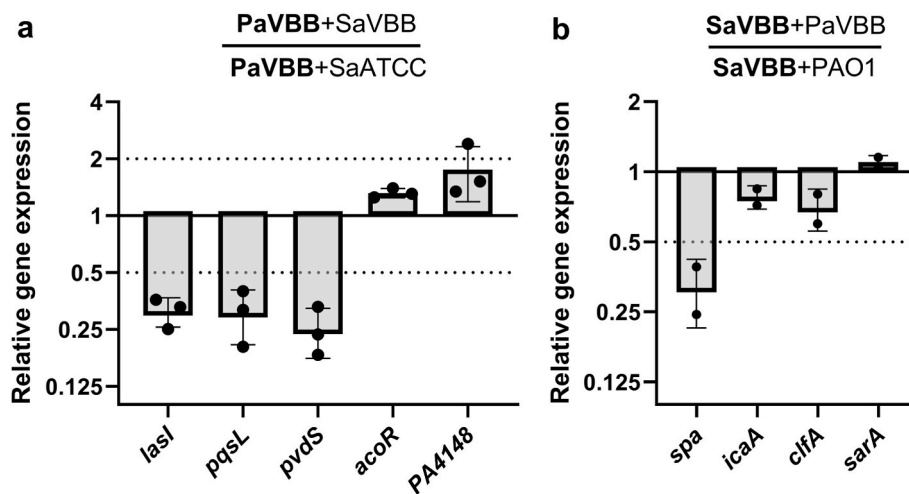 a
PaVBB+SaVBB
PaVBB+SaATCC
Relative gene expression
4
2
1
0.5
0.25
0.125
lasI
pqsL
pvdS
acoR
PA4148
b
SaVBB+PaVBB
SaVBB+PAO1
Relative gene expression
2
1
0.5
0.25
0.125
spa
icaA
clfA
sarA